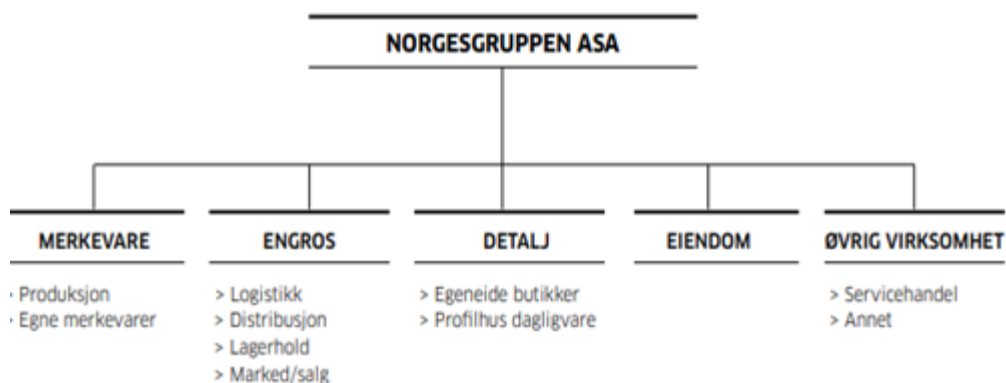 NORGESGRUPPEN ASA
MERKEVARE
> Produksjon
> Egne merkevarer
ENGROS
> Logistikk
> Distribusjon
> Lagerhold
> Marked/salg
DETALJ
> Egeneide butikker
> Profilhus dagligvare
EIENDOM
ØVRIG VIRKSOMHET
> Servicehandel
> Annet